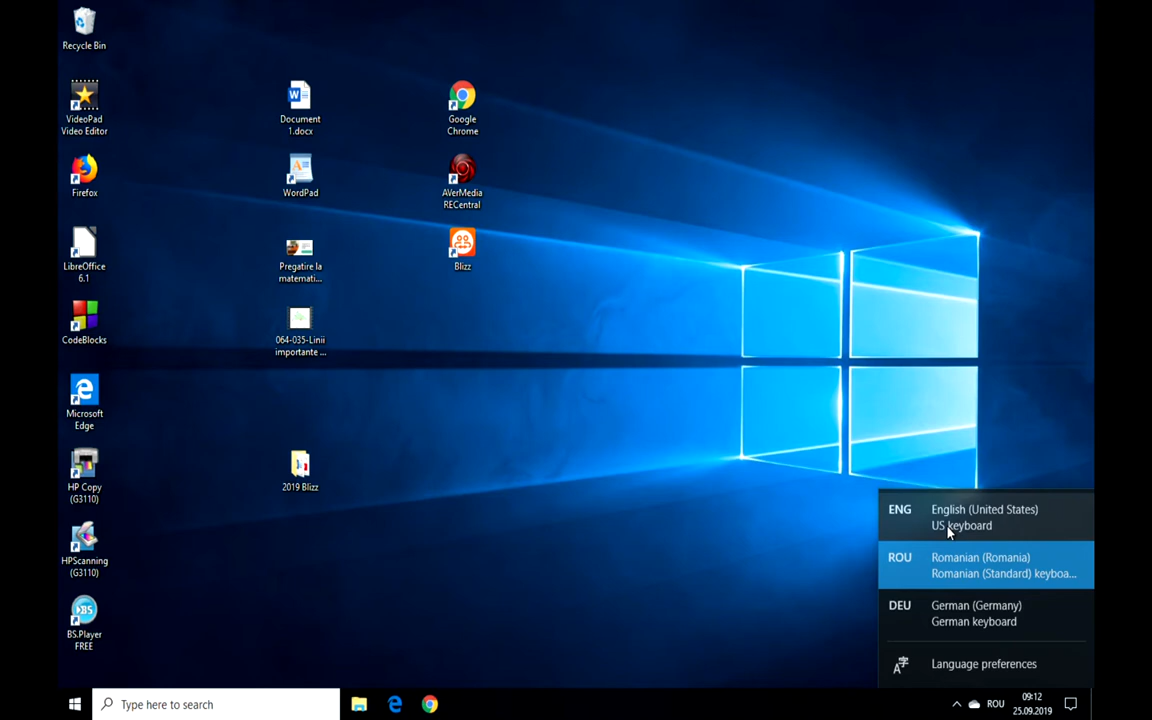 Recycle Bin
VideoPad
Video Editor
Firefox
LibreOffice
6.1
CodeBlocks
Microsoft
Edge
HP Copy
(G3110)
HPScanning
(G3110)
BS.Player
FREE
Document
1.docx
WordPad
Pregatire la
matemati...
064-035-Linii
importante ...
2019 Blizz
Google
Chrome
AVerMedia
RECentral
Blizz
ENG English (United States)
US keyboard
ROU Romanian (Romania)
Romanian (Standard) keyboa...
DEU German (Germany)
German keyboard
Language preferences
Type here to search
ROU
09:12
25.09.2019